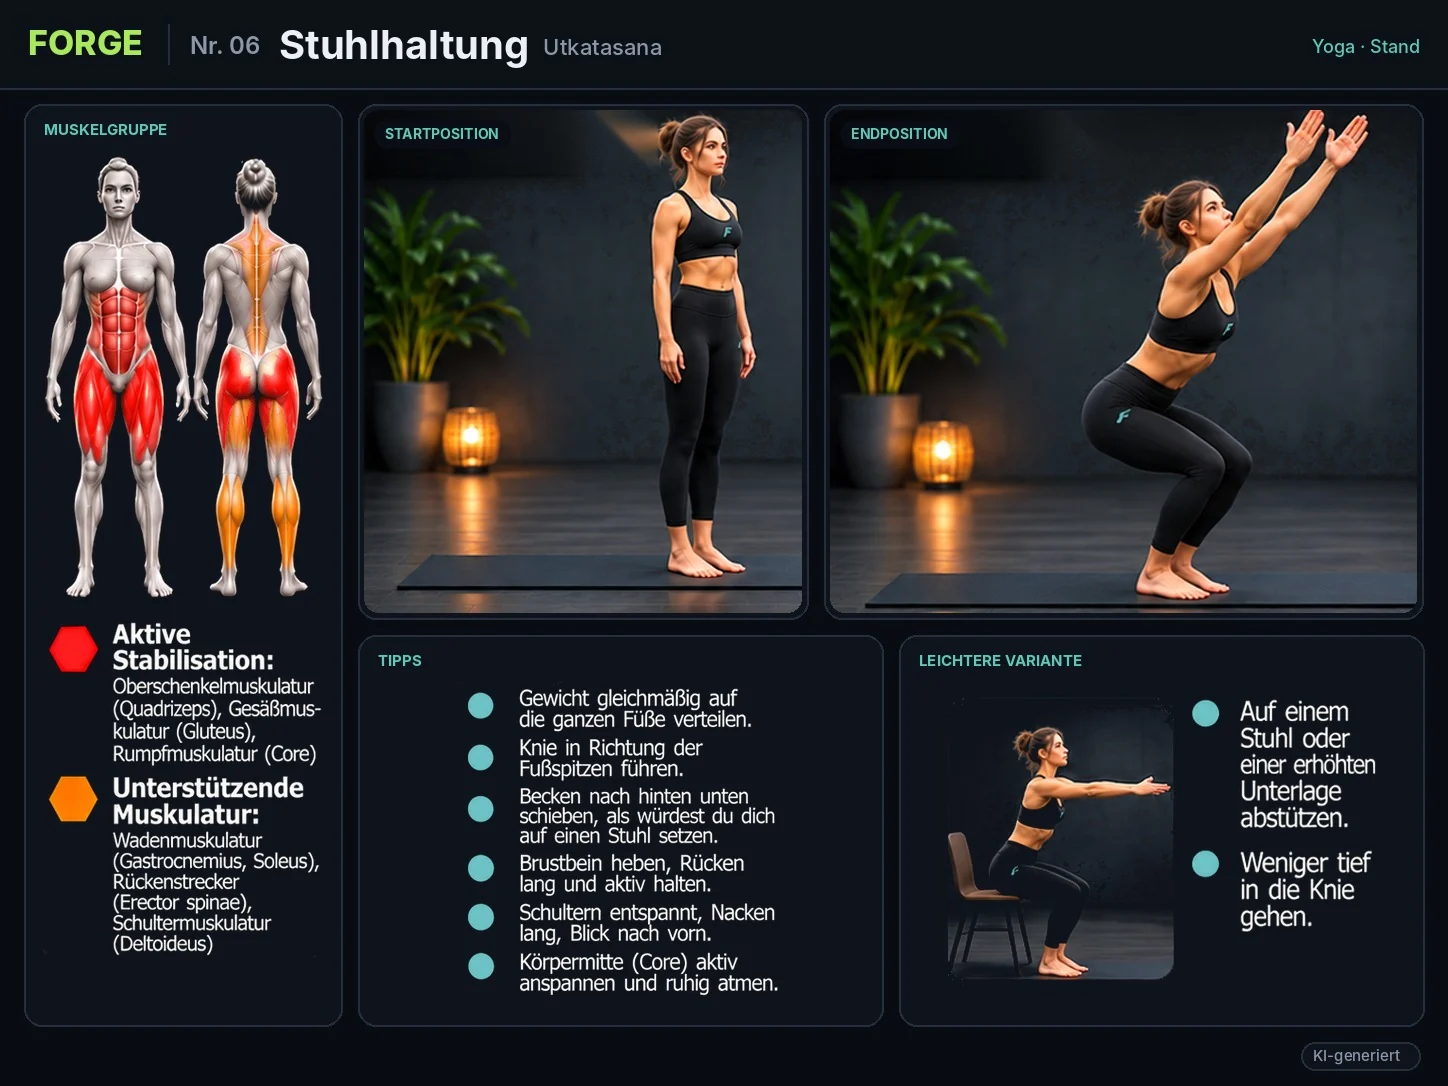 FORGE
Nr. 06
Stuhlhaltung
Utkatasana
Yoga · Stand
MUSKELGRUPPE
Aktive
Stabilisation:
Oberschenkelmuskulatur
(Quadrizeps), Gesäßmus-
kulatur (Gluteus),
Rumpfmuskulatur (Core)
Unterstützende
Muskulatur:
Wadenmuskulatur
(Gastrocnemius, Soleus),
Rückenstrecker
(Erector spinae),
Schultermuskulatur
(Deltoideus)
STARTPOSITION
F
ENDPOSITION
F
F
TIPPS
Gewicht gleichmäßig auf
die ganzen Füße verteilen.
Knie in Richtung der
Fußspitzen führen.
Becken nach hinten unten
schieben, als würdest du dich
auf einen Stuhl setzen.
Brustbein heben, Rücken
lang und aktiv halten.
Schultern entspannt, Nacken
lang, Blick nach vorn.
Körpermitte (Core) aktiv
anspannen und ruhig atmen.
LEICHTERE VARIANTE
F
F
Auf einem
Stuhl oder
einer erhöhten
Unterlage
abstützen.
Weniger tief
in die Knie
gehen.
KI-generiert